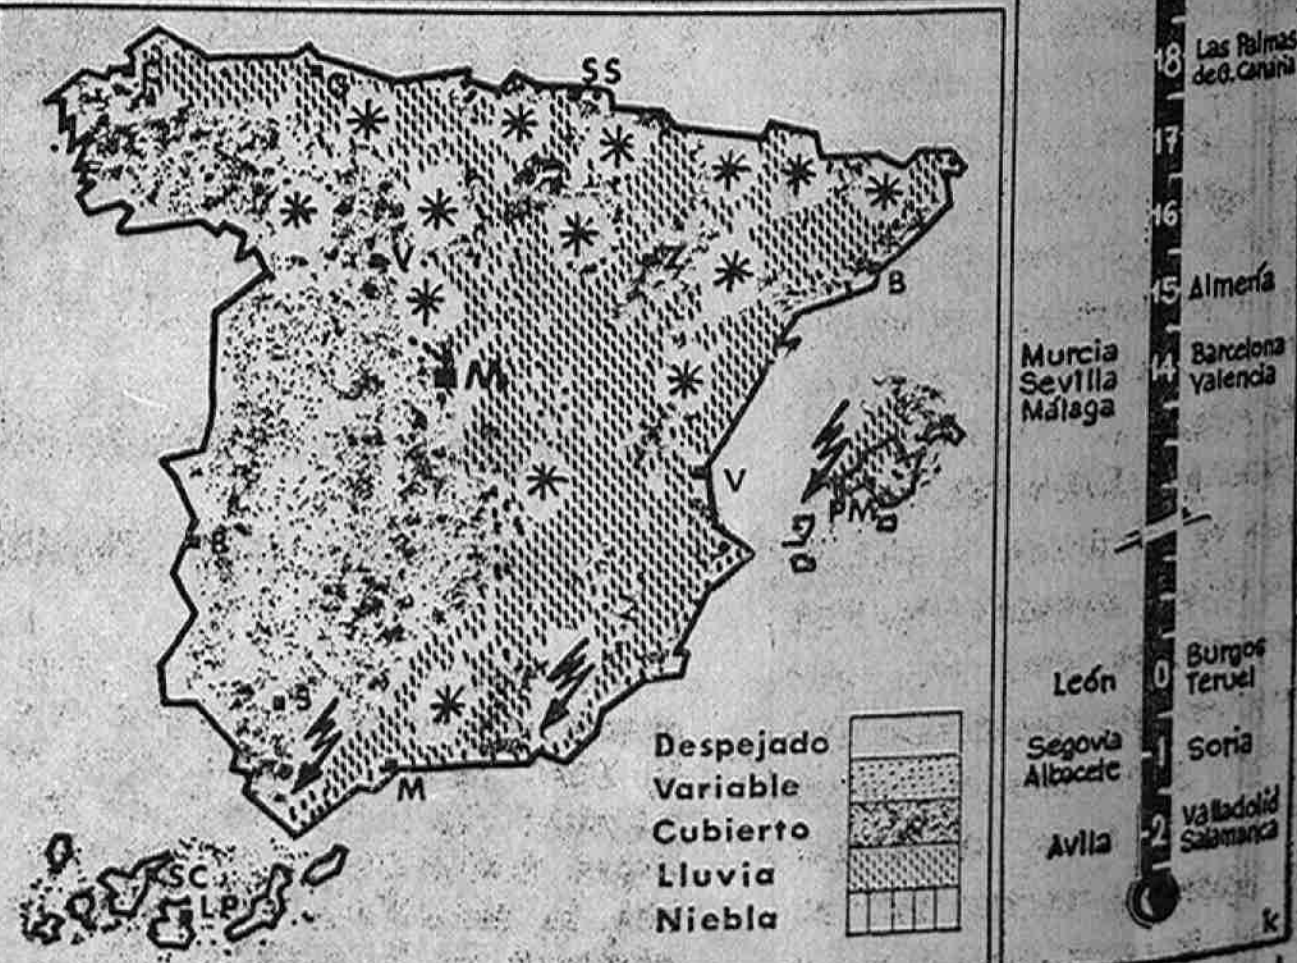 SS
G
V
B
M
V
PM
B
S
M
SC
LP
Despejado
Variable
Cubierto
Lluvia
Niebla
18 Las Palmas
de G. Canaria
17
16
15 Almería
Murcia 14 Barcelona
Sevilla Valencia
Málaga
León 0 Burgos
Teruel
Segovia 1 Soria
Albacete
Avila 2 Valladolid
Salamanca
k